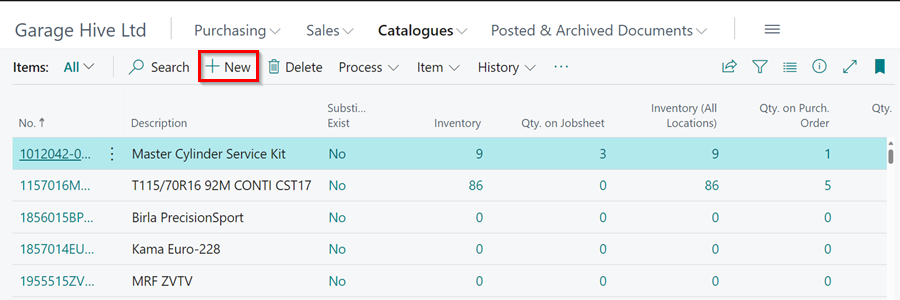 Garage Hive Ltd Purchasing Sales Catalogues Posted & Archived Documents
Items: All Search New Delete Process Item History ...
No. ↑ Description Substi... Exist Inventory Qty. on Jobsheet Inventory (All Locations) Qty. on Purch. Order Qty.
1012042-0... Master Cylinder Service Kit No 9 3 9 1
1157016M... T115/70R16 92M CONTI CST17 No 86 0 86 5
1856015BP... Birla PrecisionSport No 0 0 0 0
1857014EU... Kama Euro-228 No 0 0 0 0
1955515ZV... MRF ZVTV No 0 0 0 0